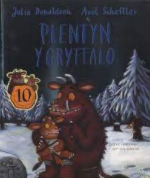 Julia Donaldson Axel Scheffler
PLENTYN
Y GRYFFALO
10